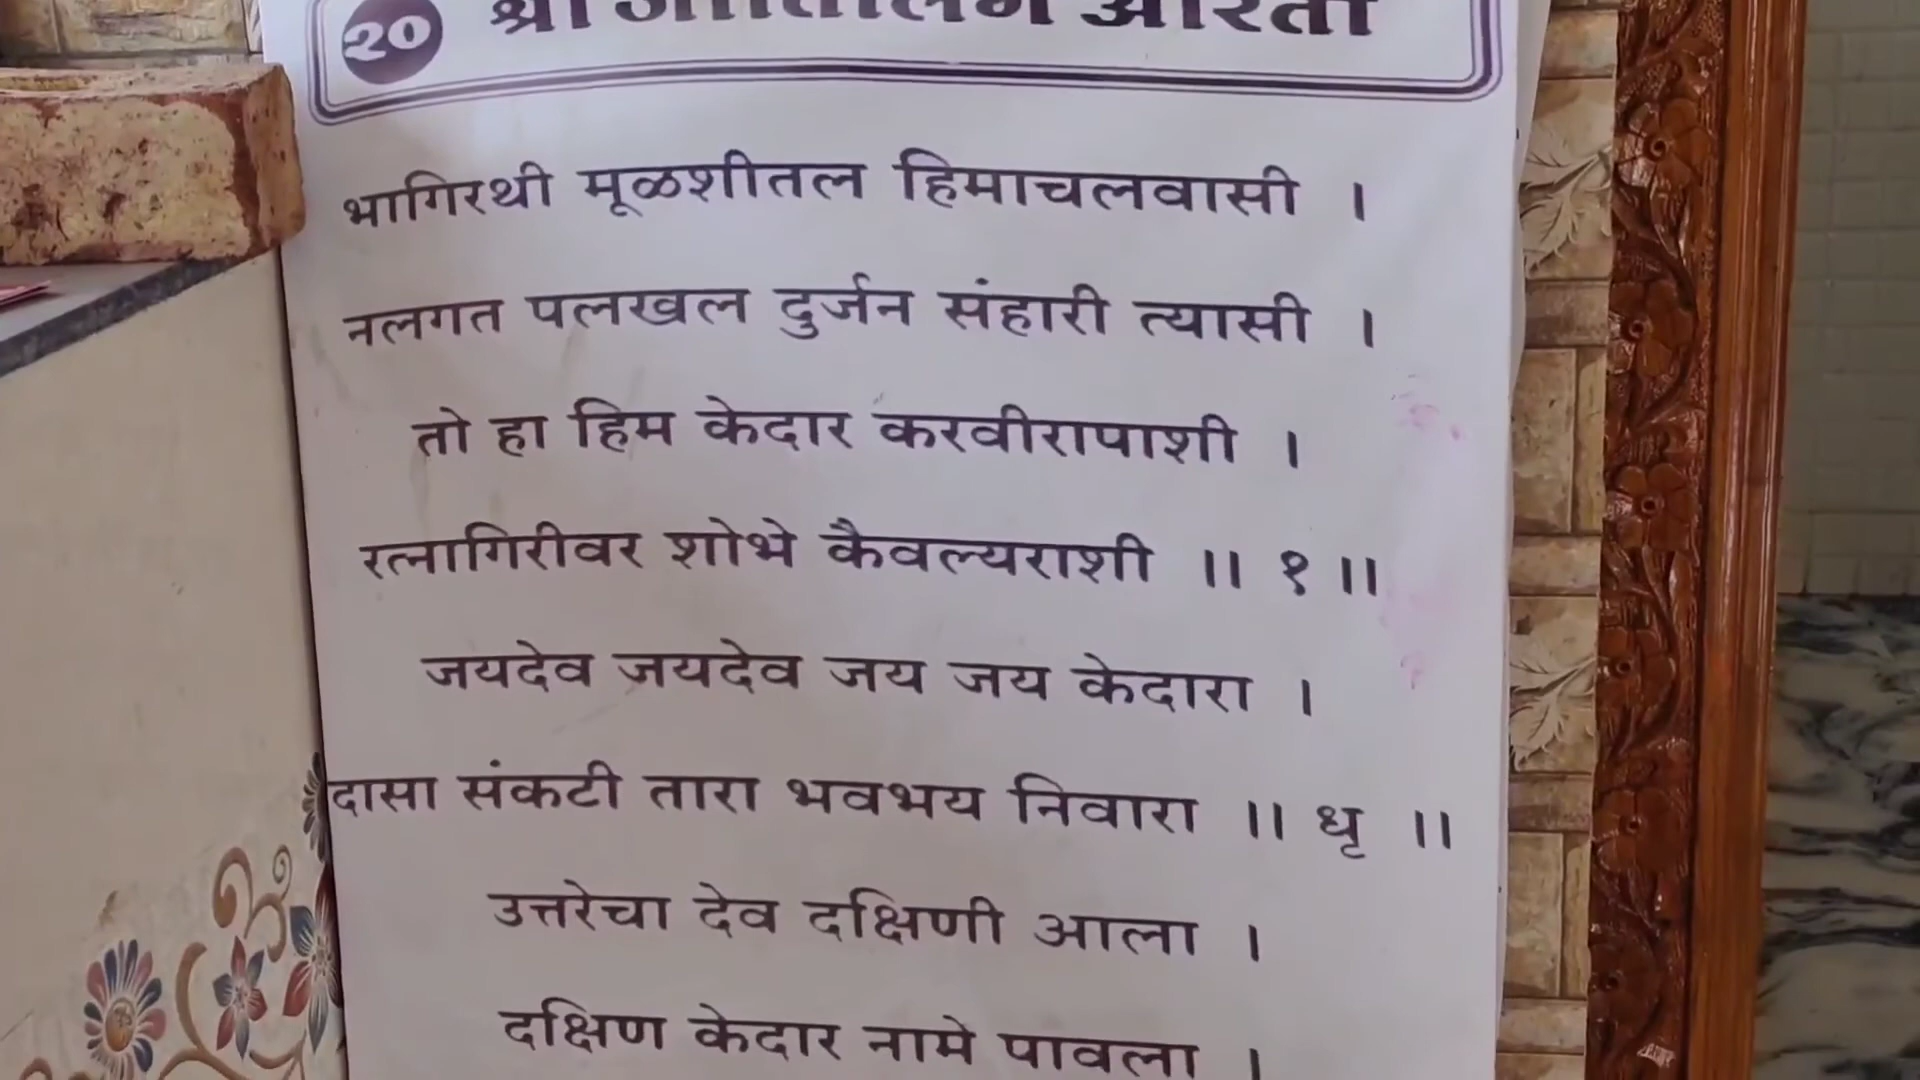 20 श्री जोतिलिंग आरती
भागिरथी मूळशीतल हिमाचलवासी ।
नलगत पलखल दुर्जन संहारी त्यासी ।
तो हा हिम केदार करवीरापाशी ।
रत्नागिरीवर शोभे कैवल्यराशी ।। १ ।।
जयदेव जयदेव जय जय केदारा ।
दासा संकटी तारा भवभय निवारा ।। धृ ।।
उत्तरेचा देव दक्षिणी आला ।
दक्षिण केदार नामे पावला ।